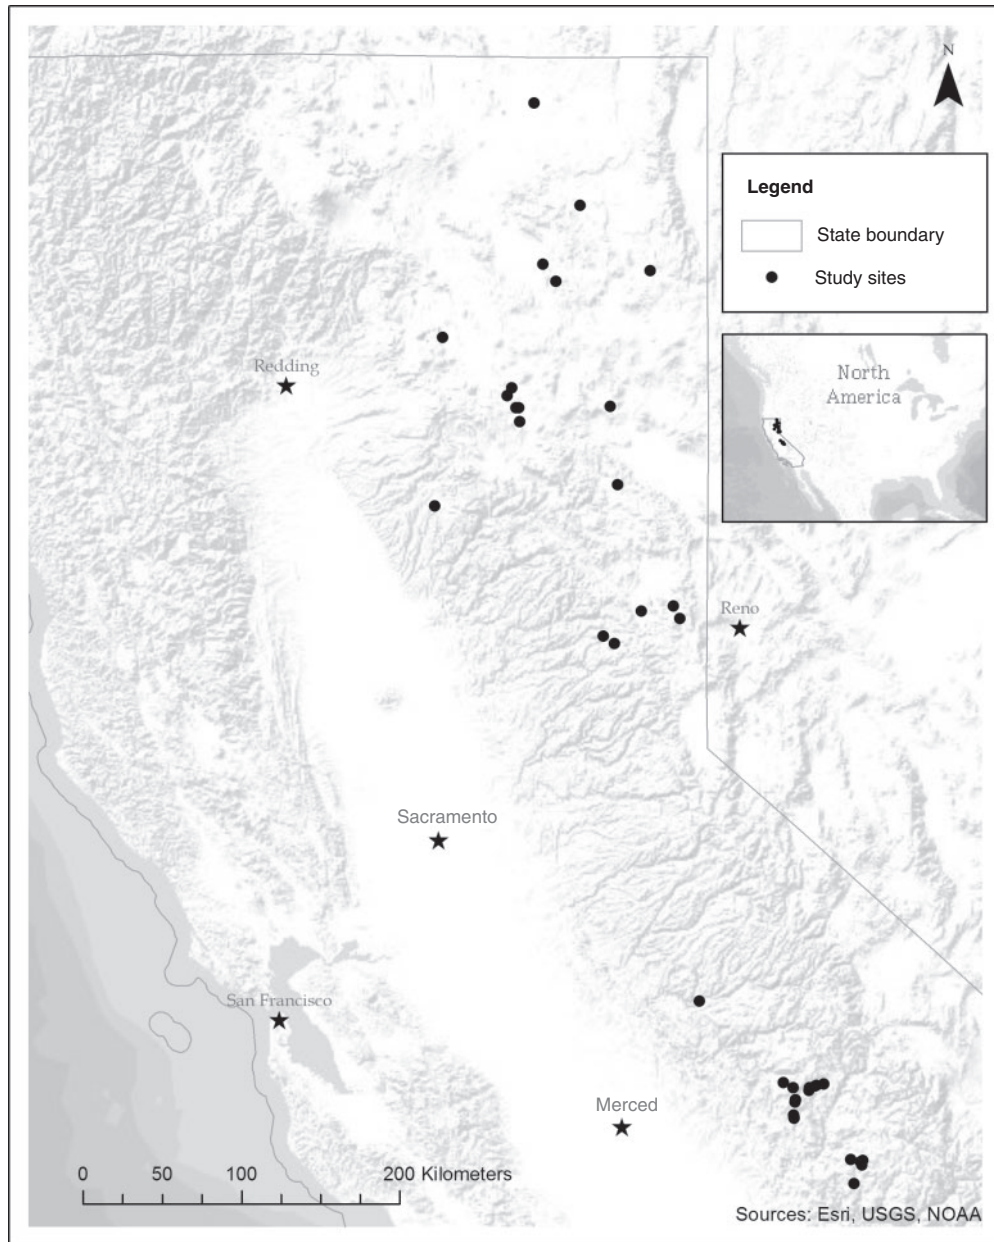 N
Legend
State boundary
Study sites
North
America
Redding
Reno
Sacramento
San Francisco
Merced
0 50 100 200 Kilometers
Sources: Esri, USGS, NOAA